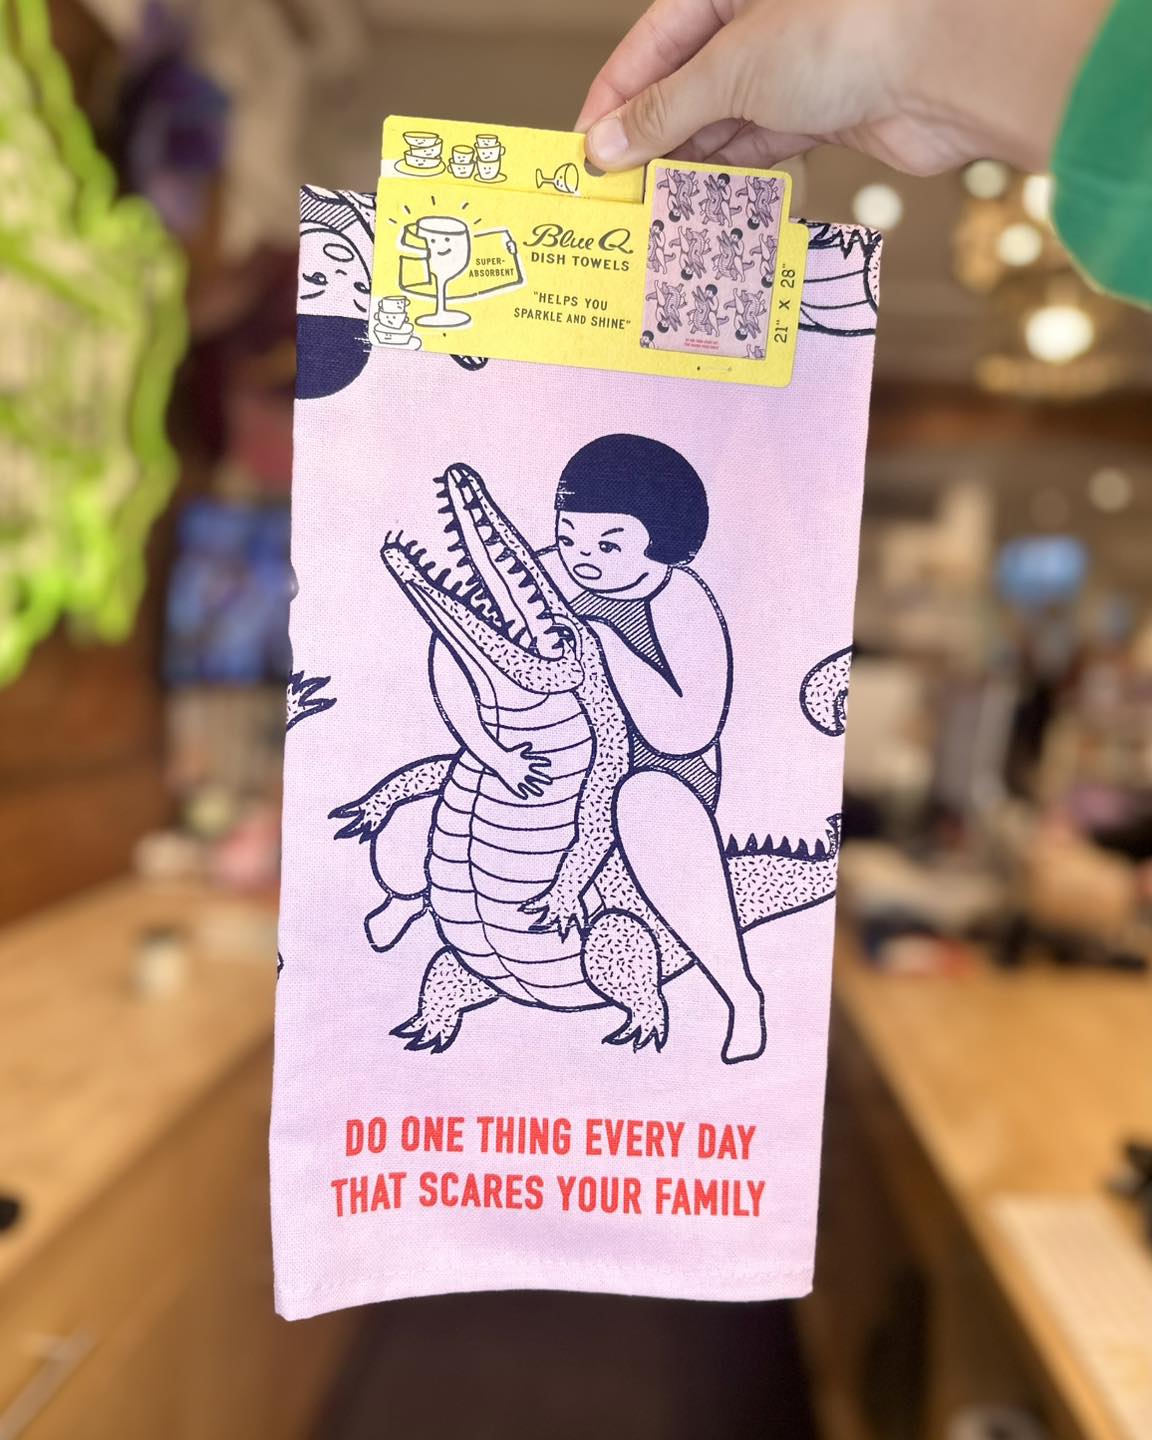 Blue Q
DISH TOWELS
SUPER-
ABSORBENT
"HELPS YOU
SPARKLE AND SHINE"
21" X 28"
DO ONE THING EVERY DAY
THAT SCARES YOUR FAMILY